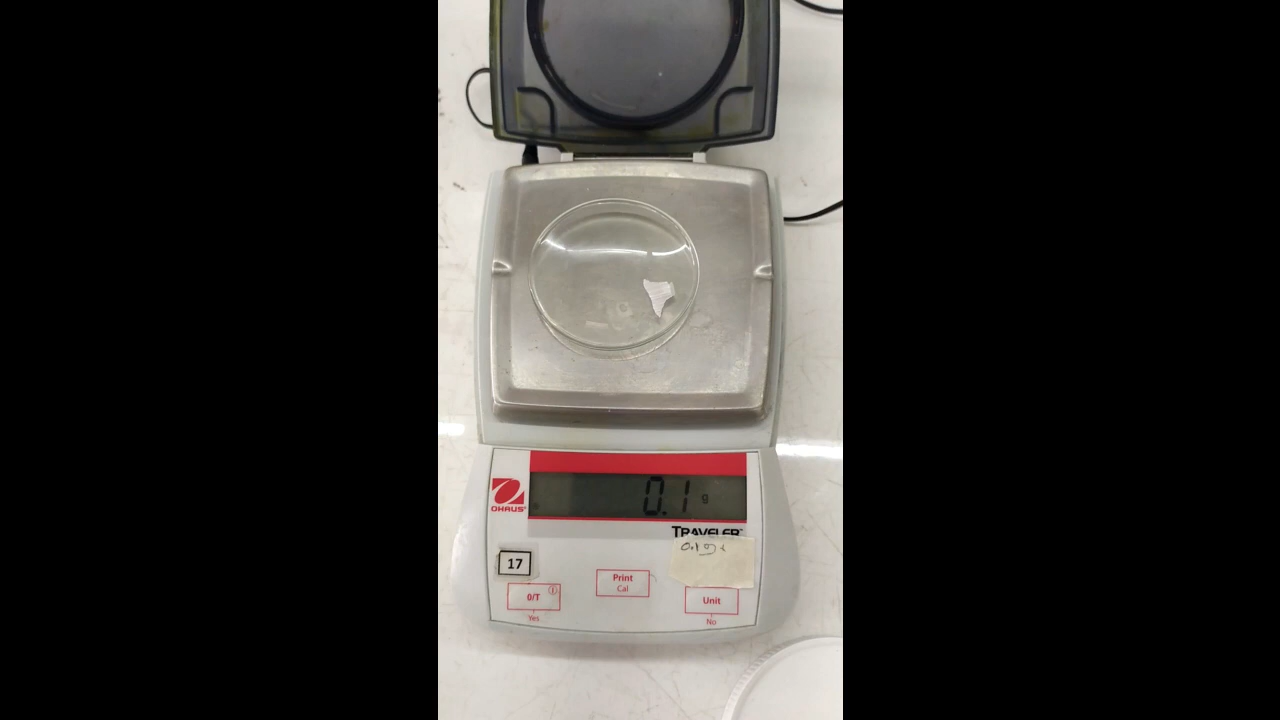 0.1 g
OHAUS
TRAVELER
17
Print
Cal
0/T
Yes
Unit
No